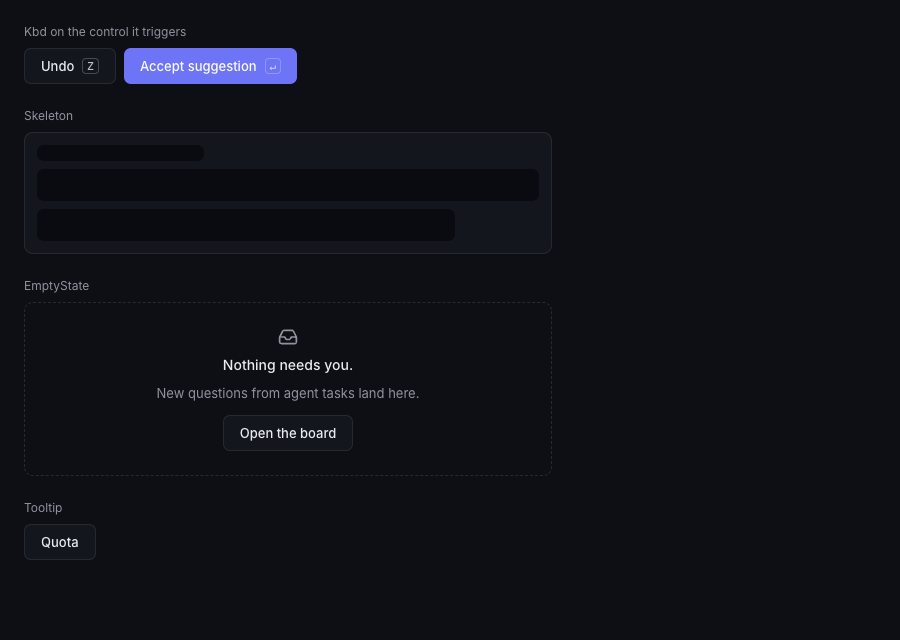 Kbd on the control it triggers
Undo Z Accept suggestion ↵
Skeleton
EmptyState
Nothing needs you.
New questions from agent tasks land here.
Open the board
Tooltip
Quota